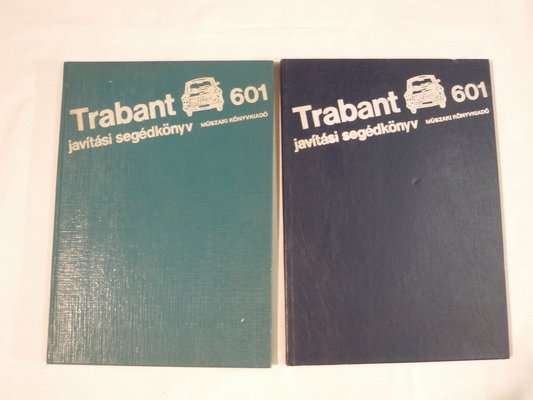 Trabant 601
javítási segédkönyv MŰSZAKI KÖNYVKIADÓ
Trabant 601
javítási segédkönyv MŰSZAKI KÖNYVKIADÓ